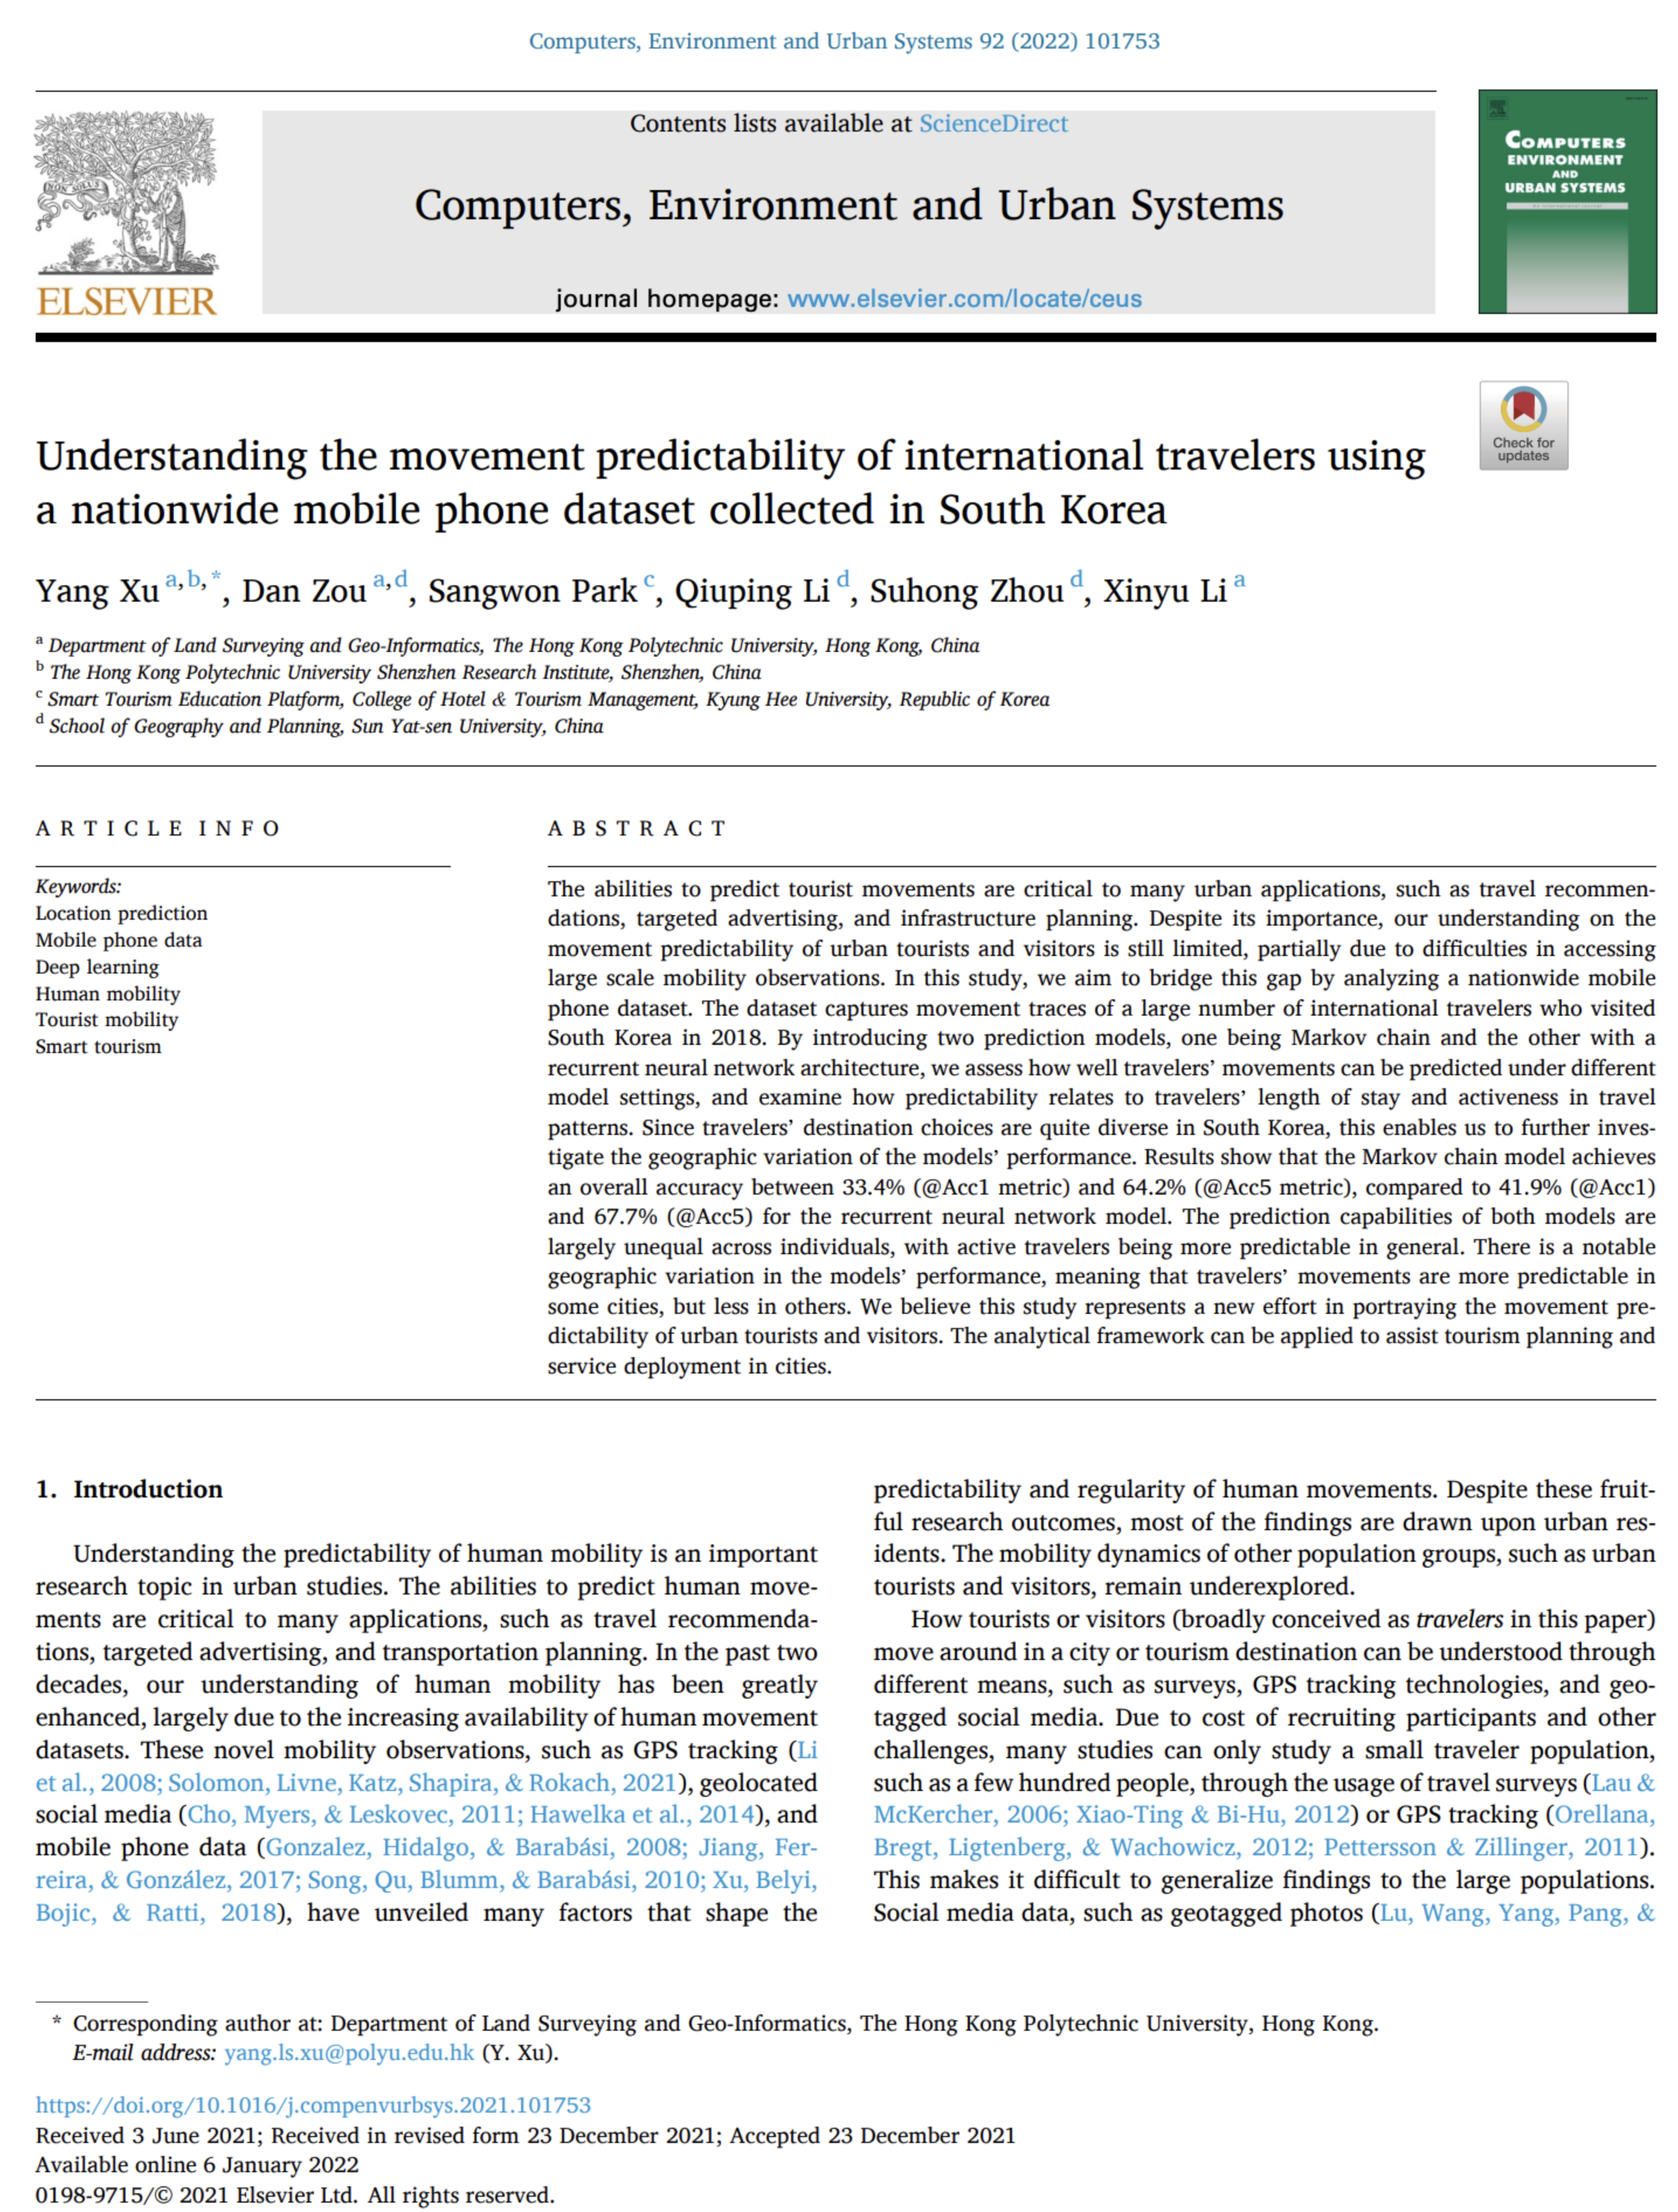 Computers, Environment and Urban Systems 92 (2022) 101753
Contents lists available at ScienceDirect
Computers, Environment and Urban Systems
journal homepage: www.elsevier.com/locate/ceus
NON SOLUS
ELSEVIER
COMPUTERS
ENVIRONMENT
AND
URBAN SYSTEMS
Check for
updates
Understanding the movement predictability of international travelers using
a nationwide mobile phone dataset collected in South Korea
Yang Xu a,b,*, Dan Zou a,d, Sangwon Park c, Qiuping Li d, Suhong Zhou d, Xinyu Li a
a Department of Land Surveying and Geo-Informatics, The Hong Kong Polytechnic University, Hong Kong, China
b The Hong Kong Polytechnic University Shenzhen Research Institute, Shenzhen, China
c Smart Tourism Education Platform, College of Hotel & Tourism Management, Kyung Hee University, Republic of Korea
d School of Geography and Planning, Sun Yat-sen University, China
ARTICLE INFO
Keywords:
Location prediction
Mobile phone data
Deep learning
Human mobility
Tourist mobility
Smart tourism
ABSTRACT
The abilities to predict tourist movements are critical to many urban applications, such as travel recommen-
dations, targeted advertising, and infrastructure planning. Despite its importance, our understanding on the
movement predictability of urban tourists and visitors is still limited, partially due to difficulties in accessing
large scale mobility observations. In this study, we aim to bridge this gap by analyzing a nationwide mobile
phone dataset. The dataset captures movement traces of a large number of international travelers who visited
South Korea in 2018. By introducing two prediction models, one being Markov chain and the other with a
recurrent neural network architecture, we assess how well travelers' movements can be predicted under different
model settings, and examine how predictability relates to travelers' length of stay and activeness in travel
patterns. Since travelers' destination choices are quite diverse in South Korea, this enables us to further inves-
tigate the geographic variation of the models' performance. Results show that the Markov chain model achieves
an overall accuracy between 33.4% (@Acc1 metric) and 64.2% (@Acc5 metric), compared to 41.9% (@Acc1)
and 67.7% (@Acc5) for the recurrent neural network model. The prediction capabilities of both models are
largely unequal across individuals, with active travelers being more predictable in general. There is a notable
geographic variation in the models' performance, meaning that travelers' movements are more predictable in
some cities, but less in others. We believe this study represents a new effort in portraying the movement pre-
dictability of urban tourists and visitors. The analytical framework can be applied to assist tourism planning and
service deployment in cities.
1. Introduction
Understanding the predictability of human mobility is an important
research topic in urban studies. The abilities to predict human move-
ments are critical to many applications, such as travel recommenda-
tions, targeted advertising, and transportation planning. In the past two
decades, our understanding of human mobility has been greatly
enhanced, largely due to the increasing availability of human movement
datasets. These novel mobility observations, such as GPS tracking (Li
et al., 2008; Solomon, Livne, Katz, Shapira, & Rokach, 2021), geolocated
social media (Cho, Myers, & Leskovec, 2011; Hawelka et al., 2014), and
mobile phone data (Gonzalez, Hidalgo, & Barabási, 2008; Jiang, Fer-
reira, & González, 2017; Song, Qu, Blumm, & Barabási, 2010; Xu, Belyi,
Bojic, & Ratti, 2018), have unveiled many factors that shape the
predictability and regularity of human movements. Despite these fruit-
ful research outcomes, most of the findings are drawn upon urban res-
idents. The mobility dynamics of other population groups, such as urban
tourists and visitors, remain underexplored.
How tourists or visitors (broadly conceived as travelers in this paper)
move around in a city or tourism destination can be understood through
different means, such as surveys, GPS tracking technologies, and geo-
tagged social media. Due to cost of recruiting participants and other
challenges, many studies can only study a small traveler population,
such as a few hundred people, through the usage of travel surveys (Lau &
McKercher, 2006; Xiao-Ting & Bi-Hu, 2012) or GPS tracking (Orellana,
Bregt, Ligtenberg, & Wachowicz, 2012; Pettersson & Zillinger, 2011).
This makes it difficult to generalize findings to the large populations.
Social media data, such as geotagged photos (Lu, Wang, Yang, Pang, &
* Corresponding author at: Department of Land Surveying and Geo-Informatics, The Hong Kong Polytechnic University, Hong Kong.
E-mail address: yang.ls.xu@polyu.edu.hk (Y. Xu).
https://doi.org/10.1016/j.compenvurbsys.2021.101753
Received 3 June 2021; Received in revised form 23 December 2021; Accepted 23 December 2021
Available online 6 January 2022
0198-9715/© 2021 Elsevier Ltd. All rights reserved.